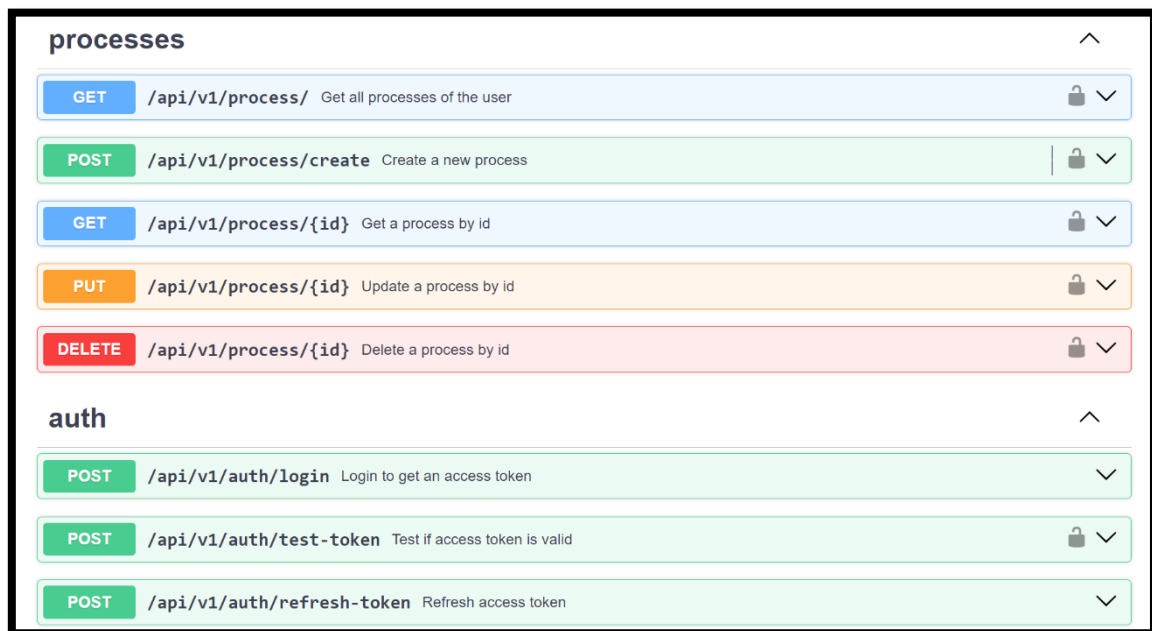 processes
GET /api/v1/process/ Get all processes of the user
POST /api/v1/process/create Create a new process
GET /api/v1/process/{id} Get a process by id
PUT /api/v1/process/{id} Update a process by id
DELETE /api/v1/process/{id} Delete a process by id
auth
POST /api/v1/auth/login Login to get an access token
POST /api/v1/auth/test-token Test if access token is valid
POST /api/v1/auth/refresh-token Refresh access token